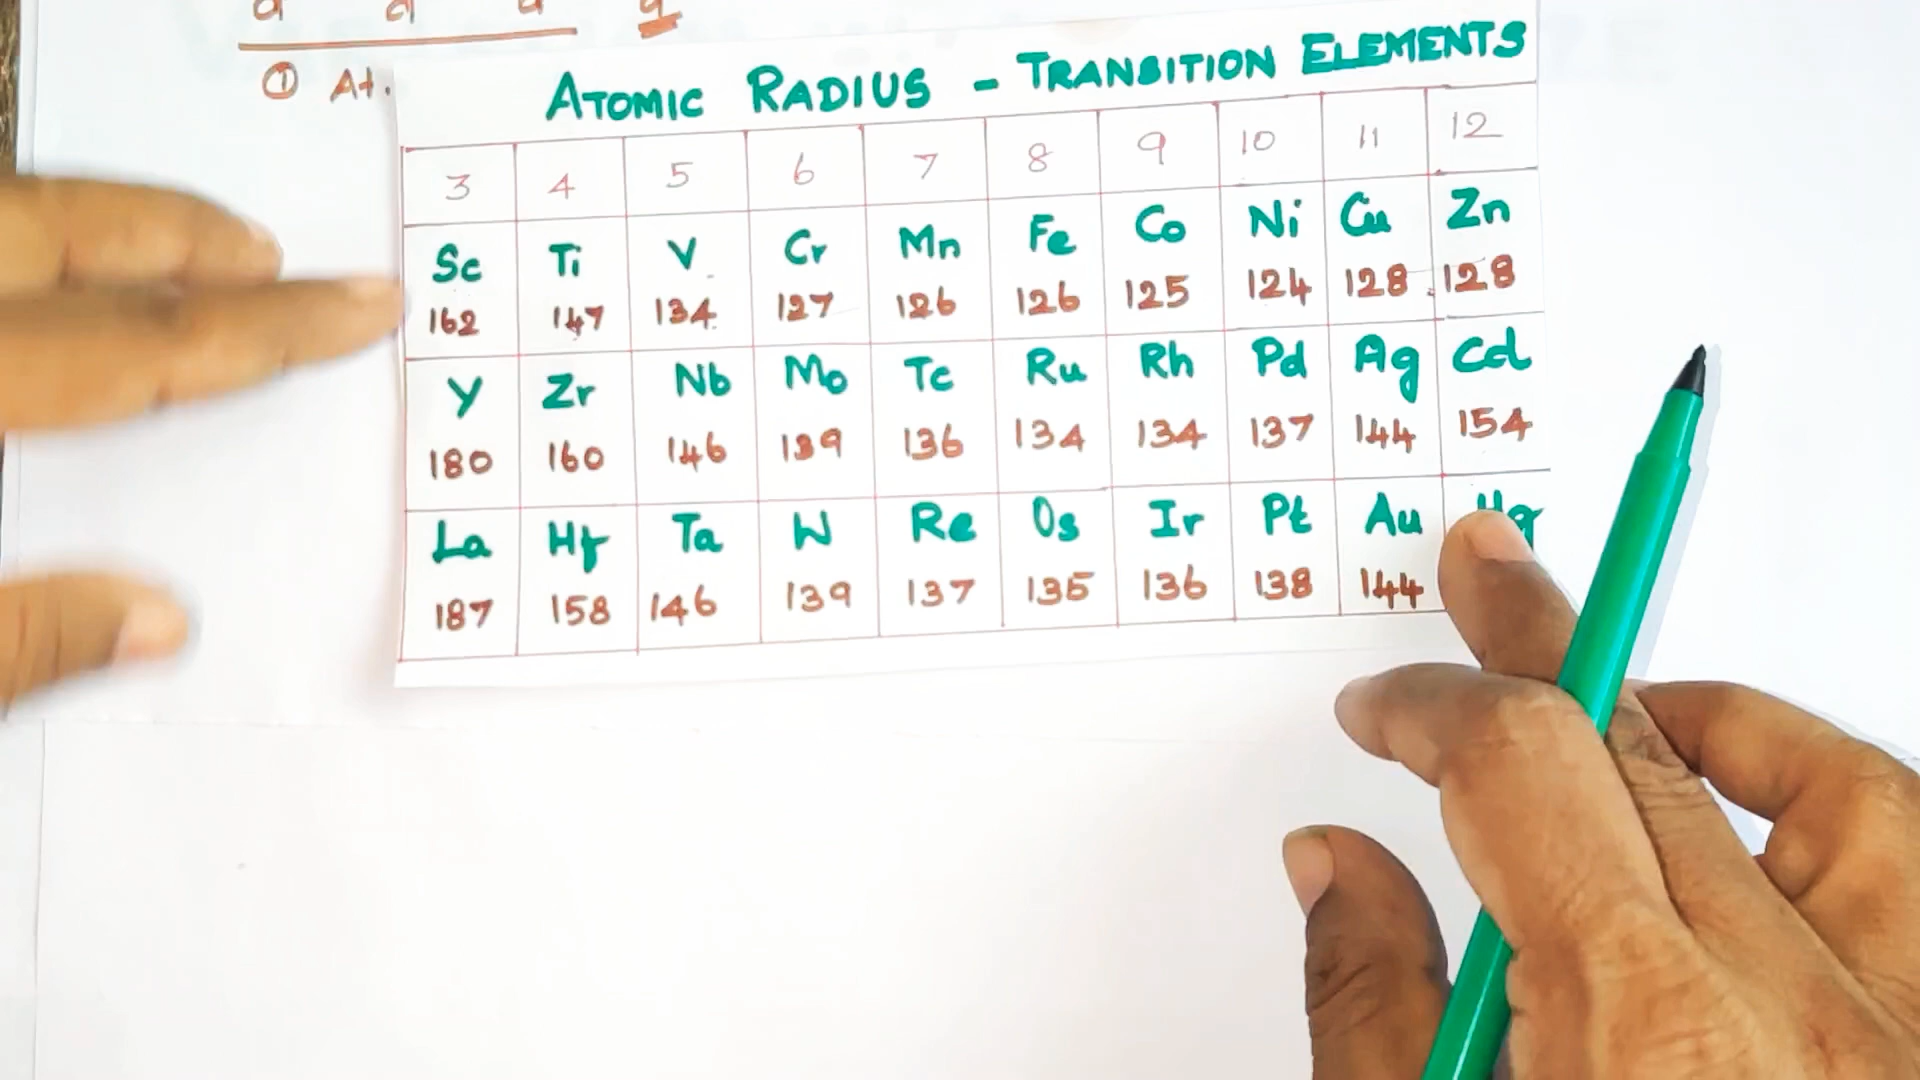 ① At.
ATOMIC RADIUS - TRANSITION ELEMENTS
3 4 5 6 7 8 9 10 11 12
Sc Ti V Cr Mn Fe Co Ni Cu Zn
162 147 134 127 126 126 125 124 128 128
Y Zr Nb Mo Tc Ru Rh Pd Ag Cd
180 160 146 139 136 134 134 137 144 154
La Hf Ta W Re Os Ir Pt Au Hg
187 158 146 139 137 135 136 138 144